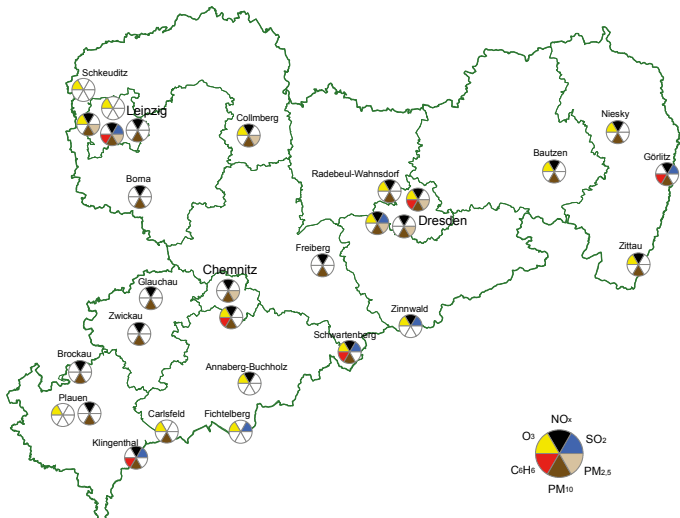 Schkeuditz
Leipzig
Collmberg
Niesky
Bautzen
Görlitz
Borna
Radebeul-Wahnsdorf
Dresden
Freiberg
Zittau
Chemnitz
Glauchau
Zwickau
Zinnwald
Schwartenberg
Brockau
Annaberg-Buchholz
Plauen
Carlsfeld
Fichtelberg
Klingenthal
NOx
O3
SO2
C6H6
PM2,5
PM10